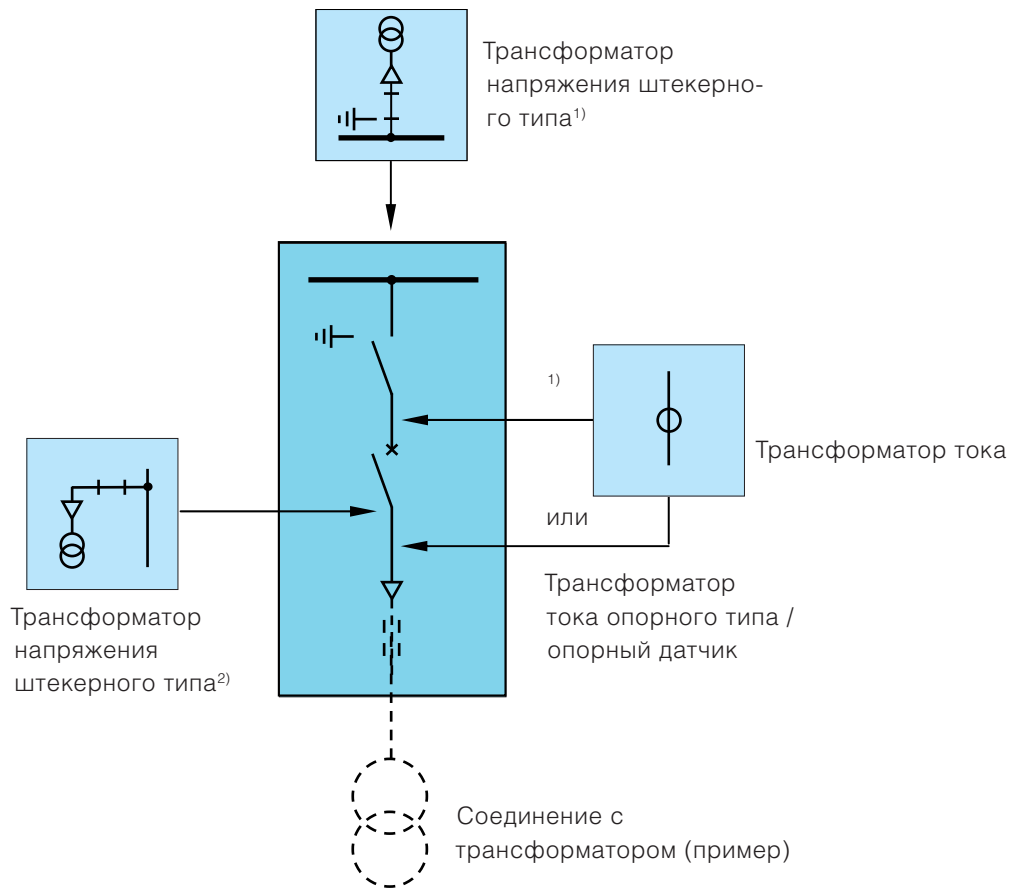 Трансформатор
напряжения штекерно-
го типа¹⁾
1)
Трансформатор тока
или
Трансформатор
тока опорного типа /
опорный датчик
Трансформатор
напряжения
штекерного типа²⁾
Соединение с
трансформатором (пример)